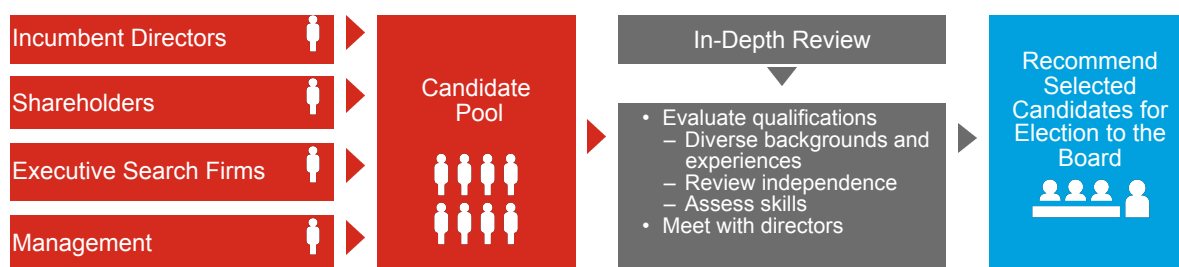 Incumbent Directors
Shareholders
Executive Search Firms
Management
Candidate
Pool
In-Depth Review
• Evaluate qualifications
– Diverse backgrounds and
experiences
– Review independence
– Assess skills
• Meet with directors
Recommend
Selected
Candidates for
Election to the
Board